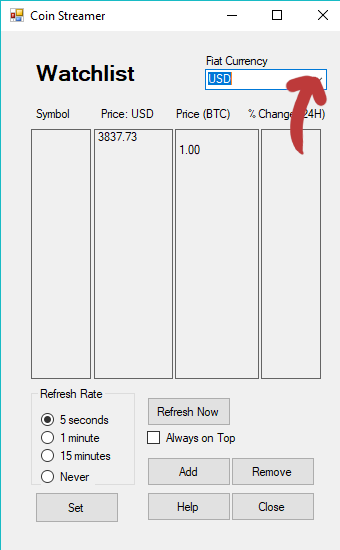 Coin Streamer
Fiat Currency
Watchlist
USD
Symbol Price: USD Price (BTC) % Change (24H)
3837.73
1.00
Refresh Rate
5 seconds
1 minute
15 minutes
Never
Set
Refresh Now
Always on Top
Add Remove
Help Close